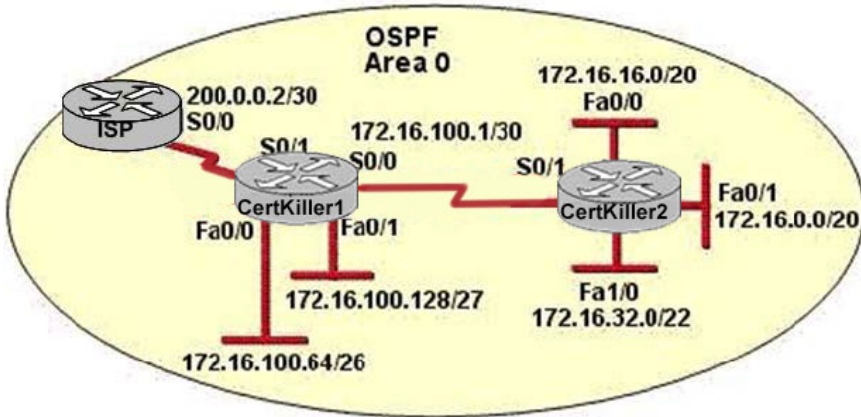 OSPF
Area 0
172.16.16.0/20
Fa0/0
200.0.0.2/30
S0/0
ISP
172.16.100.1/30
S0/1
S0/0
S0/1
CertKiller1
CertKiller2
Fa0/1
172.16.0.0/20
Fa0/0
Fa0/1
Fa1/0
172.16.32.0/22
172.16.100.128/27
172.16.100.64/26